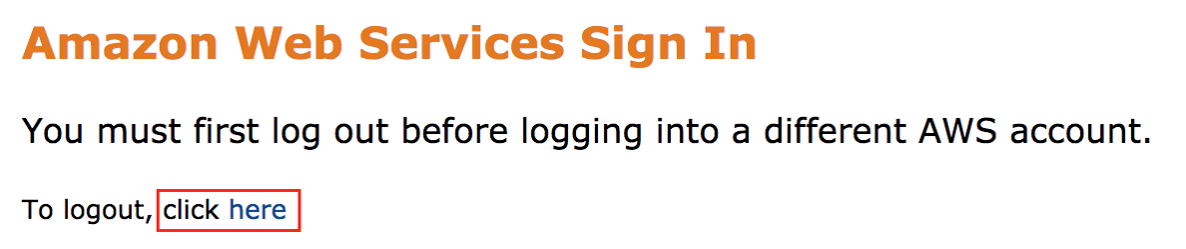 Amazon Web Services Sign In
You must first log out before logging into a different AWS account.
To logout, click here